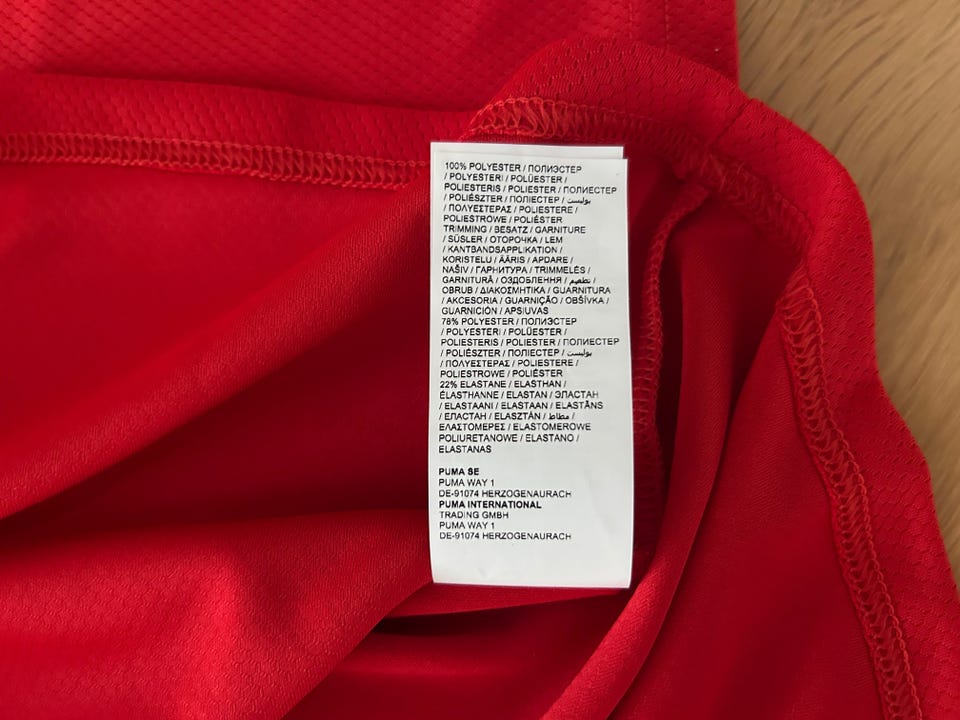 100% POLYESTER / ПОЛИЭСТЕР
/ POLYESTERI / POLÜESTER /
POLIESTERIS / POLIESTER / ПОЛИЕСТЕР
/ POLIÉSZTER / ПОЛІЕСТЕР / بوليست
/ ΠΟΛΥΕΣΤΕΡΑΣ / POLIESTERE /
POLIESTROWE / POLIÉSTER
TRIMMING / BESATZ / GARNITURE
/ SÜSLER / ОТОРОЧКА / LEM
/ KANTBANDSAPPLIKATION /
KORISTELU / ÄÄRIS / APDARE /
NAŠIV / ГАРНИТУРА / TRIMMELÉS /
GARNITURĂ / ОЗДОБЛЕННЯ / تطعيم /
OBRUB / ΔΙΑΚΟΣΜΗΤΙΚΑ / GUARNITURA
/ AKCESORIA / GUARNIÇÃO / OBŠÍVKA /
GUARNICIÓN / APSIUVAS
78% POLYESTER / ПОЛИЭСТЕР
/ POLYESTERI / POLÜESTER /
POLIESTERIS / POLIESTER / ПОЛИЕСТЕР
/ POLIÉSZTER / ПОЛІЕСТЕР / بوليست
/ ΠΟΛΥΕΣΤΕΡΑΣ / POLIESTERE /
POLIESTROWE / POLIÉSTER
22% ELASTANE / ELASTHAN /
ÉLASTHANNE / ELASTAN / ЭЛАСТАН
/ ELASTAANI / ELASTAAN / ELASTĀNS
/ ЕЛАСТАН / ELASZTÁN / مطاط /
ΕΛΑΣΤΟΜΕΡΕΣ / ELASTOMEROWE
POLIURETANOWE / ELASTANO /
ELASTANAS
PUMA SE
PUMA WAY 1
DE-91074 HERZOGENAURACH
PUMA INTERNATIONAL
TRADING GMBH
PUMA WAY 1
DE-91074 HERZOGENAURACH